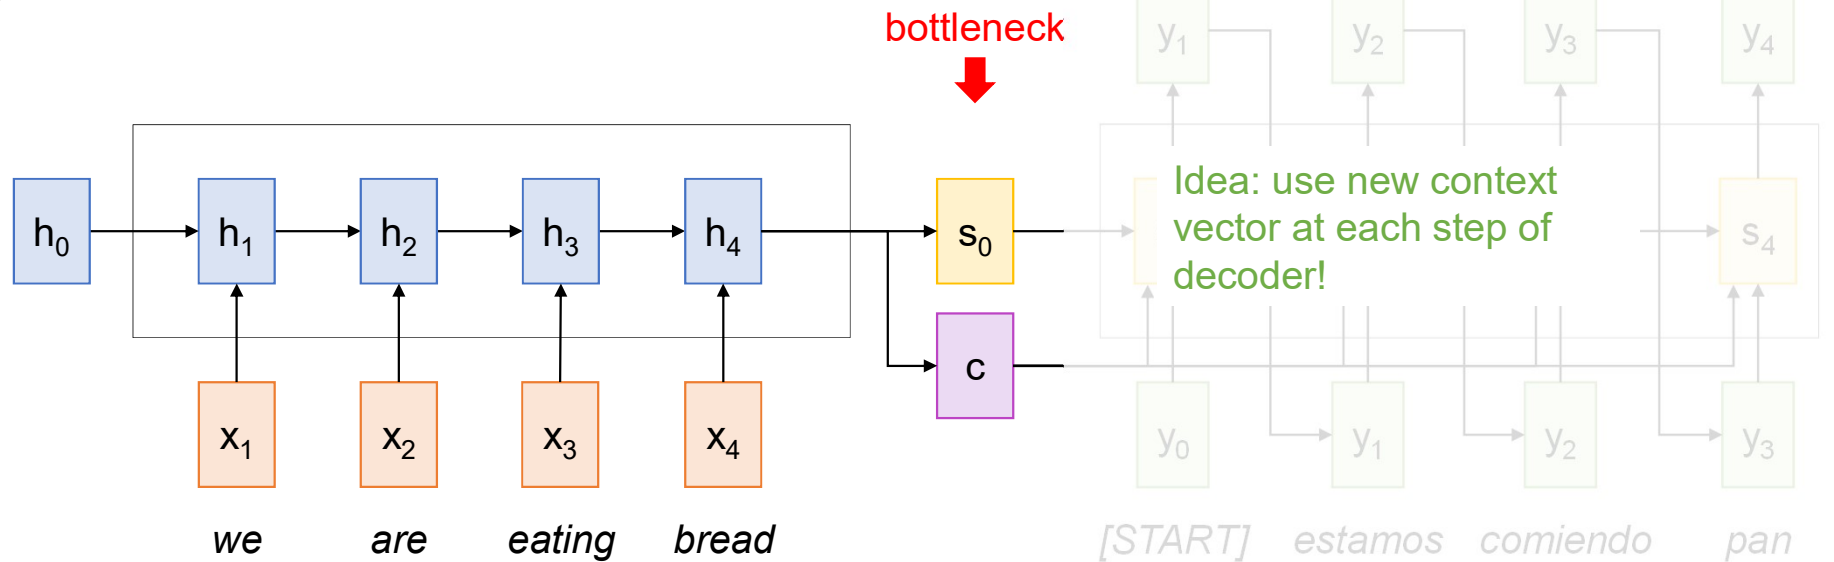 bottleneck
y1 y2 y3 y4
Idea: use new context
vector at each step of
decoder!
h0 h1 h2 h3 h4 s0 s4
c
x1 x2 x3 x4 y0 y1 y2 y3
we are eating bread [START] estamos comiendo pan